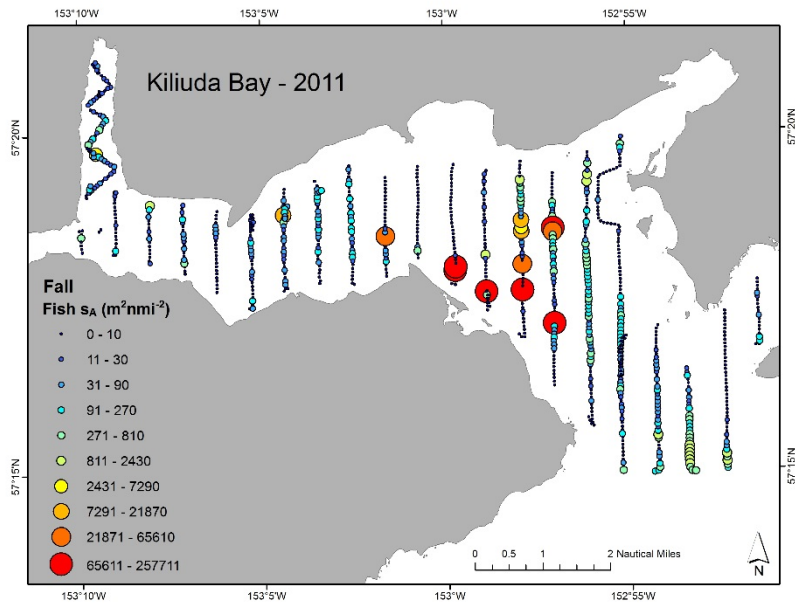 153°10'W 153°5'W 153°W 152°55'W
Kiliuda Bay - 2011
57°20'N
57°20'N
Fall
Fish sA (m²nmi-²)
0 - 10
11 - 30
31 - 90
91 - 270
271 - 810
811 - 2430
2431 - 7290
7291 - 21870
21871 - 65610
65611 - 257711
57°15'N
57°15'N
0 0.5 1 2 Nautical Miles
N
153°10'W 153°5'W 153°W 152°55'W